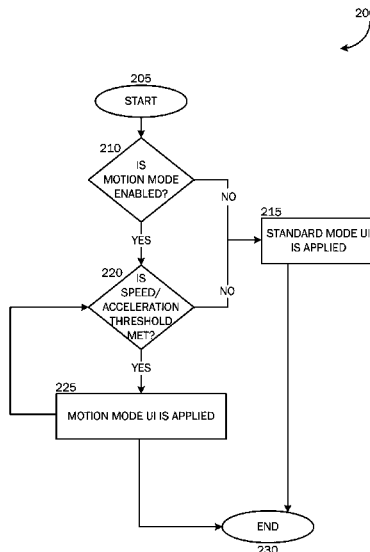 200
205
START
210
IS
MOTION MODE
ENABLED?
NO
YES
215
STANDARD MODE UI
IS APPLIED
220
IS
SPEED/
ACCELERATION
THRESHOLD
MET?
NO
YES
225
MOTION MODE UI IS APPLIED
END
230